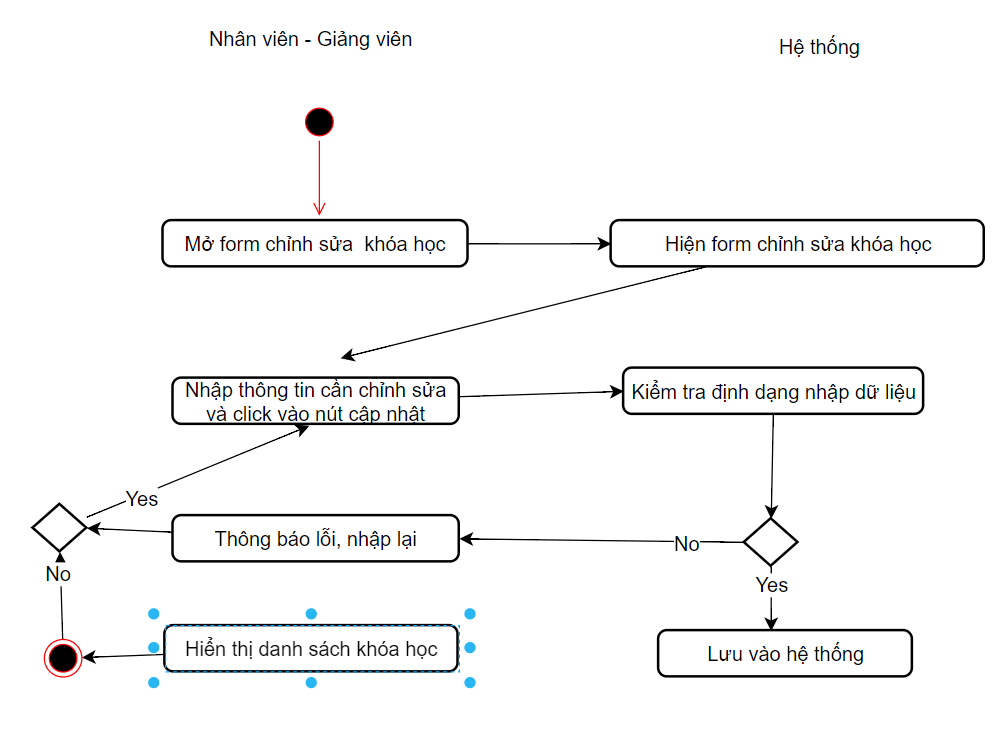 Nhân viên - Giảng viên
Hệ thống
Mở form chỉnh sửa  khóa học
Hiện form chỉnh sửa khóa học
Nhập thông tin cần chỉnh sửa
và click vào nút cập nhật
Kiểm tra định dạng nhập dữ liệu
Yes
Thông báo lỗi, nhập lại
No
No
Yes
Hiển thị danh sách khóa học
Lưu vào hệ thống